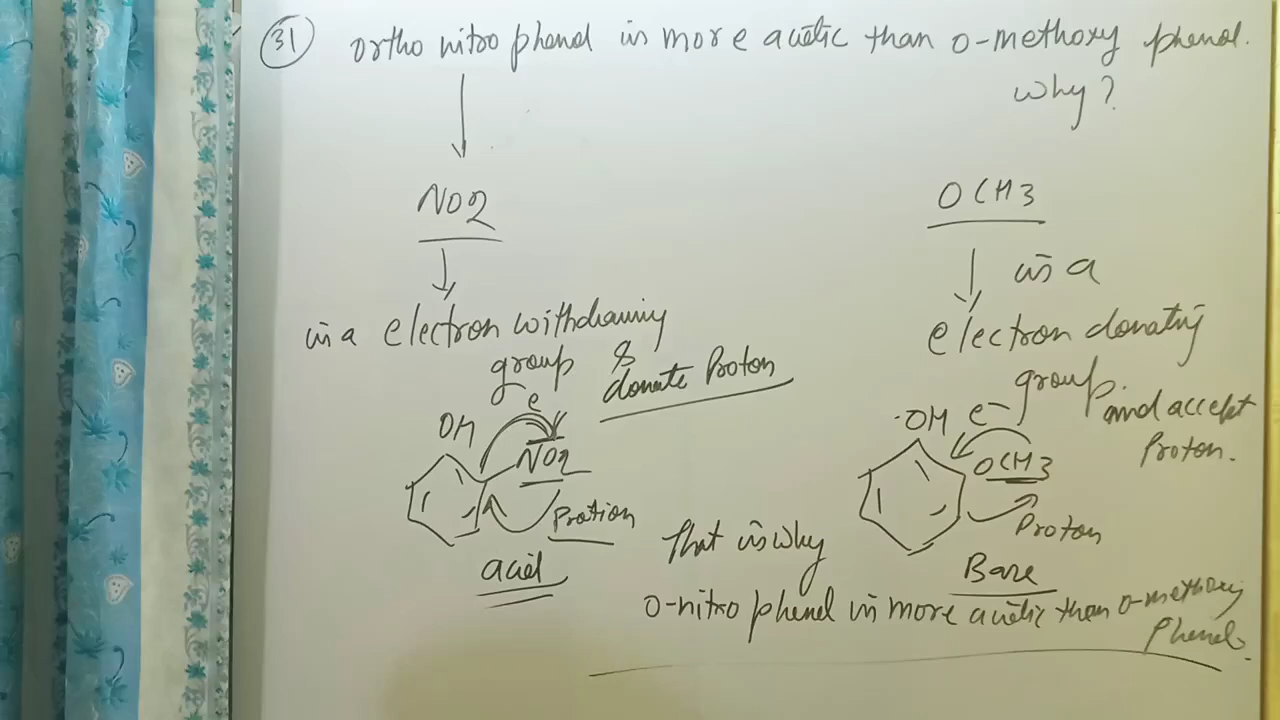 31 ortho nitro phenol is more acidic than o-methoxy phenol.
Why?
NO2
OCH3
is a
is a electron withdrawing
group &
donate Proton
electron donating
group.
and accept
Proton.
OH e
NO2
Protion
acid
OH e-
OCH3
Proton
Base
That is why
o-nitro phenol is more acidic than o-methoxy
Phenol.